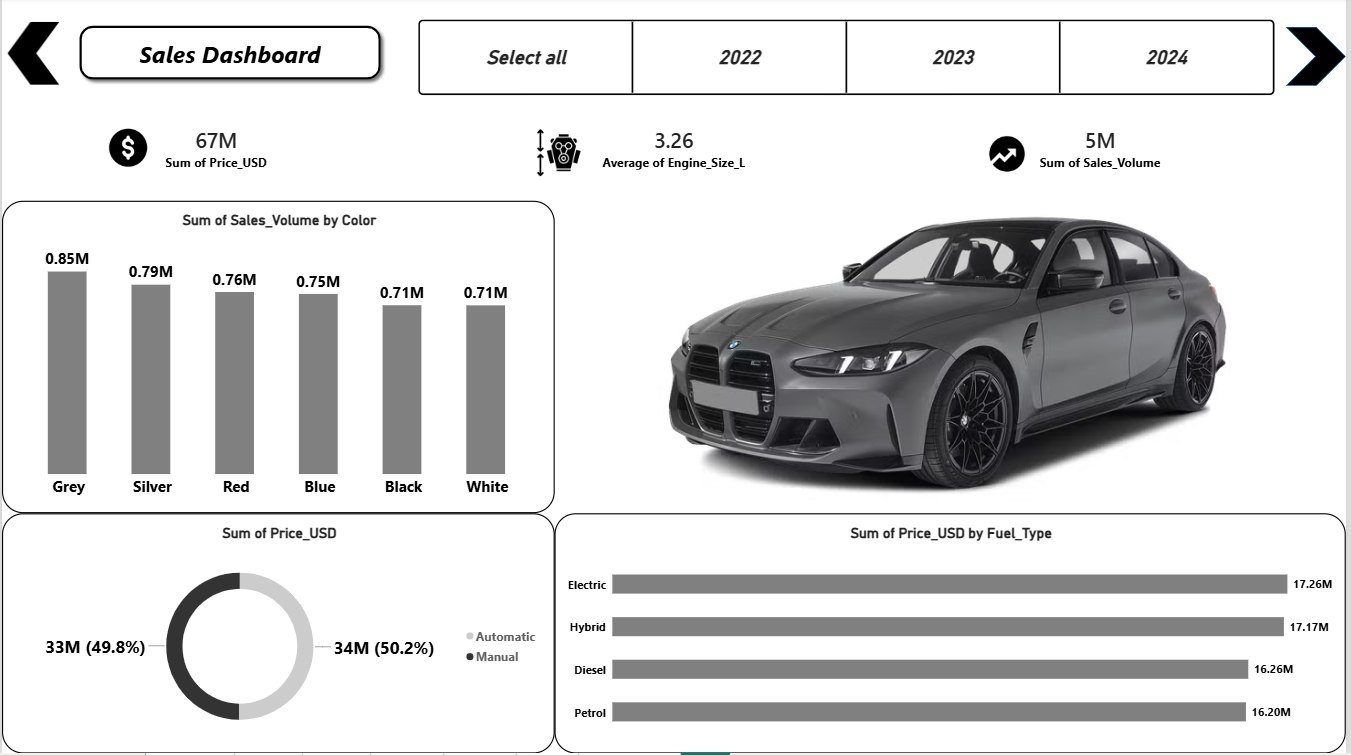 Sales Dashboard
Select all
2022
2023
2024
$
67M
Sum of Price_USD
3.26
Average of Engine_Size_L
5M
Sum of Sales_Volume
Sum of Sales_Volume by Color
0.85M
0.79M
0.76M
0.75M
0.71M
0.71M
Grey
Silver
Red
Blue
Black
White
Sum of Price_USD
33M (49.8%)
34M (50.2%)
Automatic
Manual
Sum of Price_USD by Fuel_Type
Electric
17.26M
Hybrid
17.17M
Diesel
16.26M
Petrol
16.20M